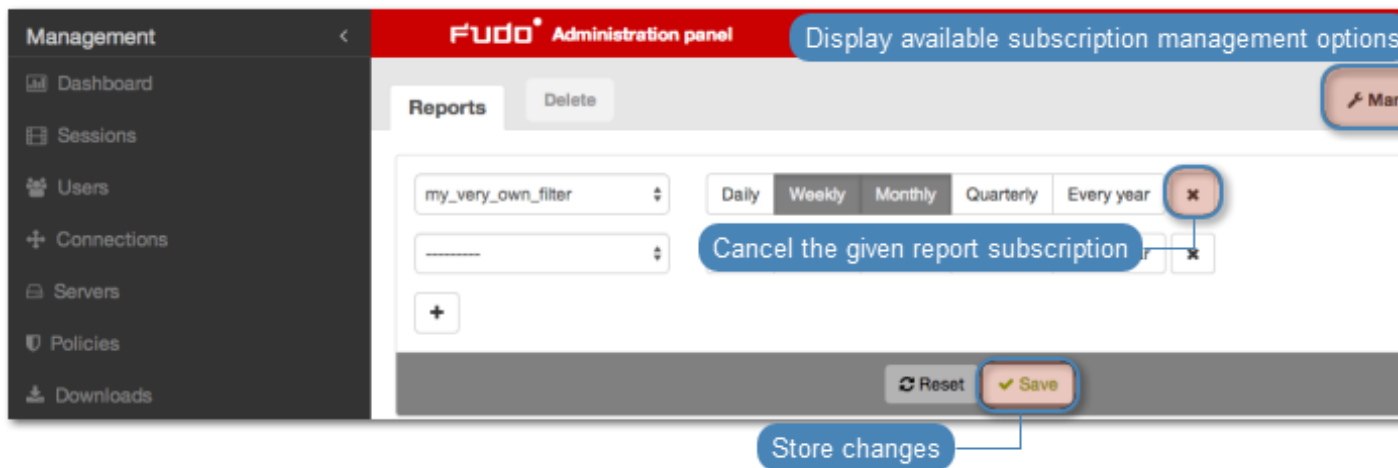 Management
Fudo Administration panel
Display available subscription management options
Dashboard
Reports
Delete
Sessions
Users
my_very_own_filter
Daily
Weekly
Monthly
Quarterly
Every year
Connections
---------
Cancel the given report subscription
Servers
Policies
Downloads
Reset
Save
Store changes